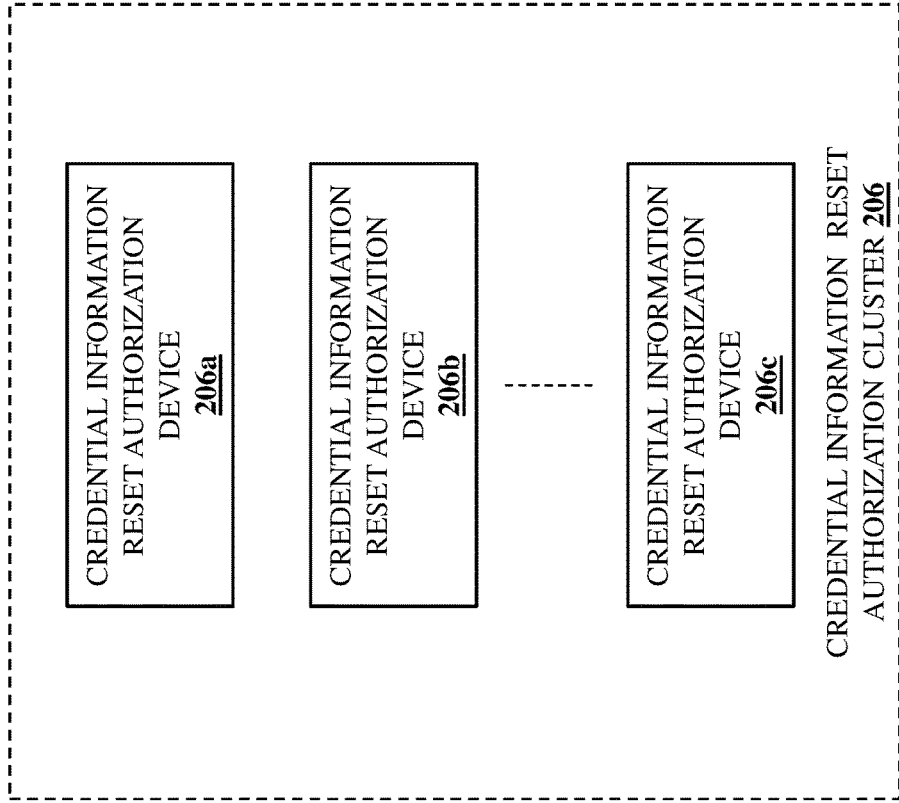 CREDENTIAL INFORMATION
RESET AUTHORIZATION
DEVICE
206a
CREDENTIAL INFORMATION
RESET AUTHORIZATION
DEVICE
206b
CREDENTIAL INFORMATION
RESET AUTHORIZATION
DEVICE
206c
CREDENTIAL INFORMATION RESET
AUTHORIZATION CLUSTER 206